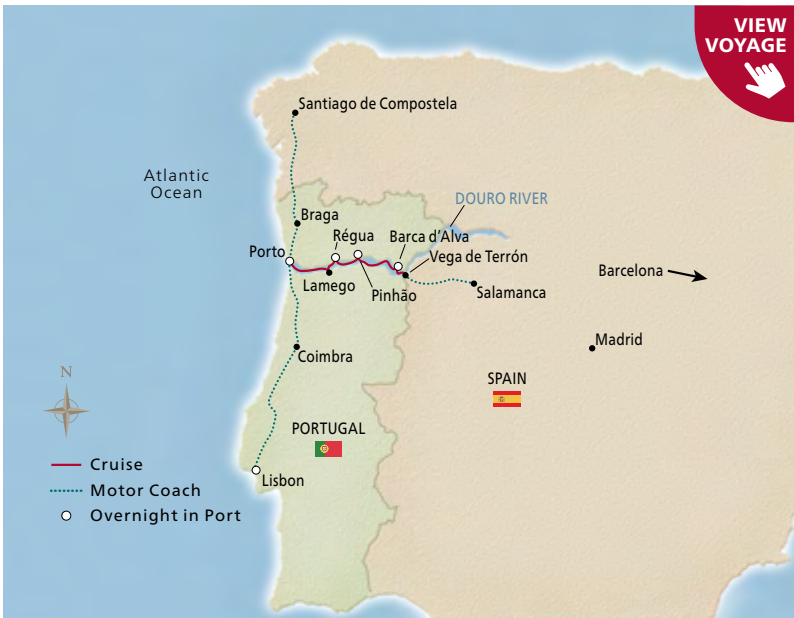 VIEW
VOYAGE
Santiago de Compostela
Atlantic
Ocean
DOURO RIVER
Braga
Régua
Barca d'Alva
Porto
Vega de Terrón
Barcelona
Lamego
Pinhão
Salamanca
Madrid
Coimbra
N
SPAIN
PORTUGAL
Cruise
Lisbon
Motor Coach
Overnight in Port